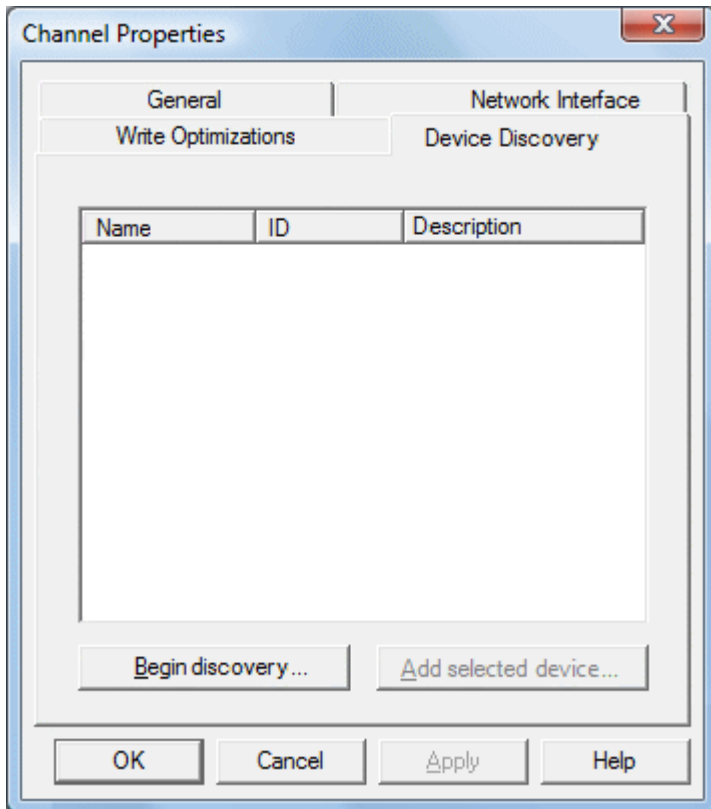 Channel Properties
General Network Interface
Write Optimizations Device Discovery
Name ID Description
Begin discovery... Add selected device...
OK Cancel Apply Help